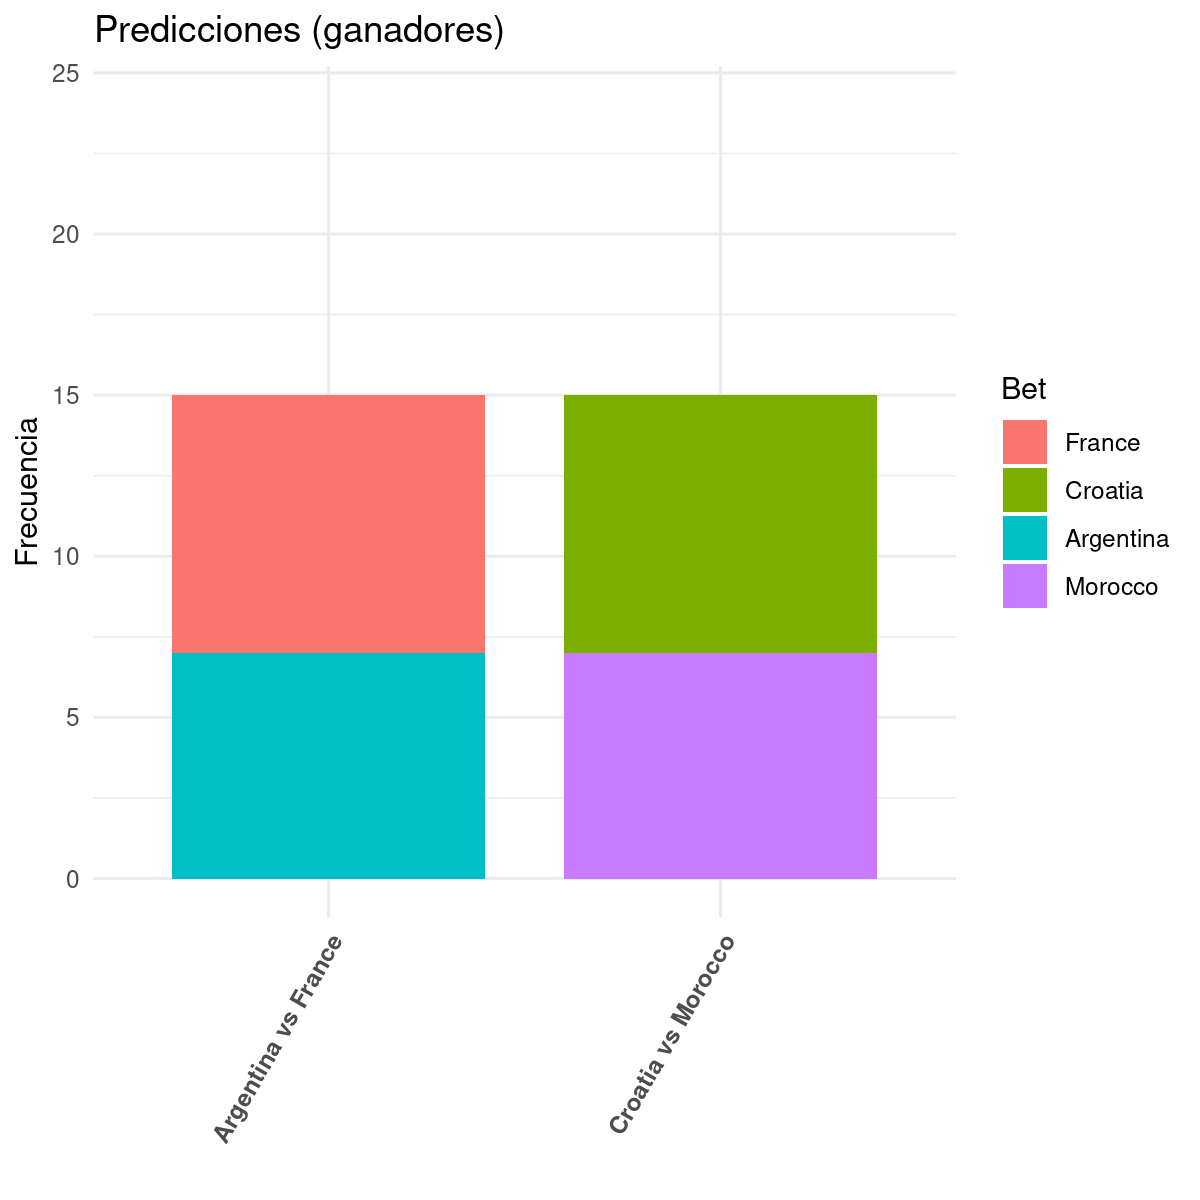 Predicciones (ganadores)
Frecuencia
25
20
15
10
5
0
Argentina vs France
Croatia vs Morocco
Bet
France
Croatia
Argentina
Morocco